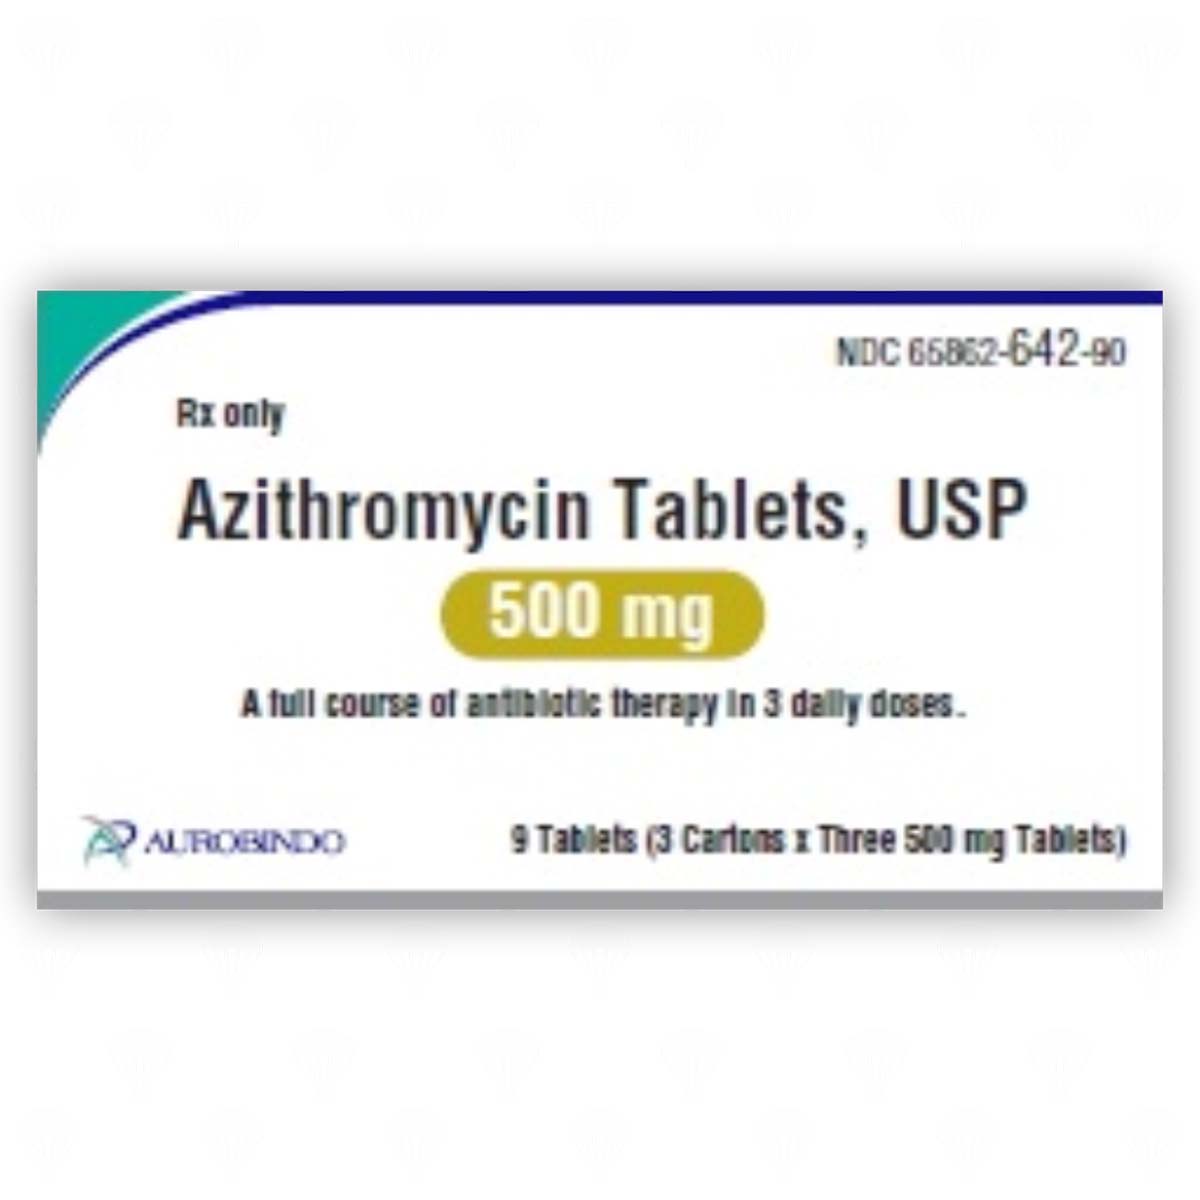 NDC 65862-642-90
Rx only
Azithromycin Tablets, USP
500 mg
A full course of antibiotic therapy in 3 daily doses.
AUROBINDO
9 Tablets (3 Cartons x Three 500 mg Tablets)